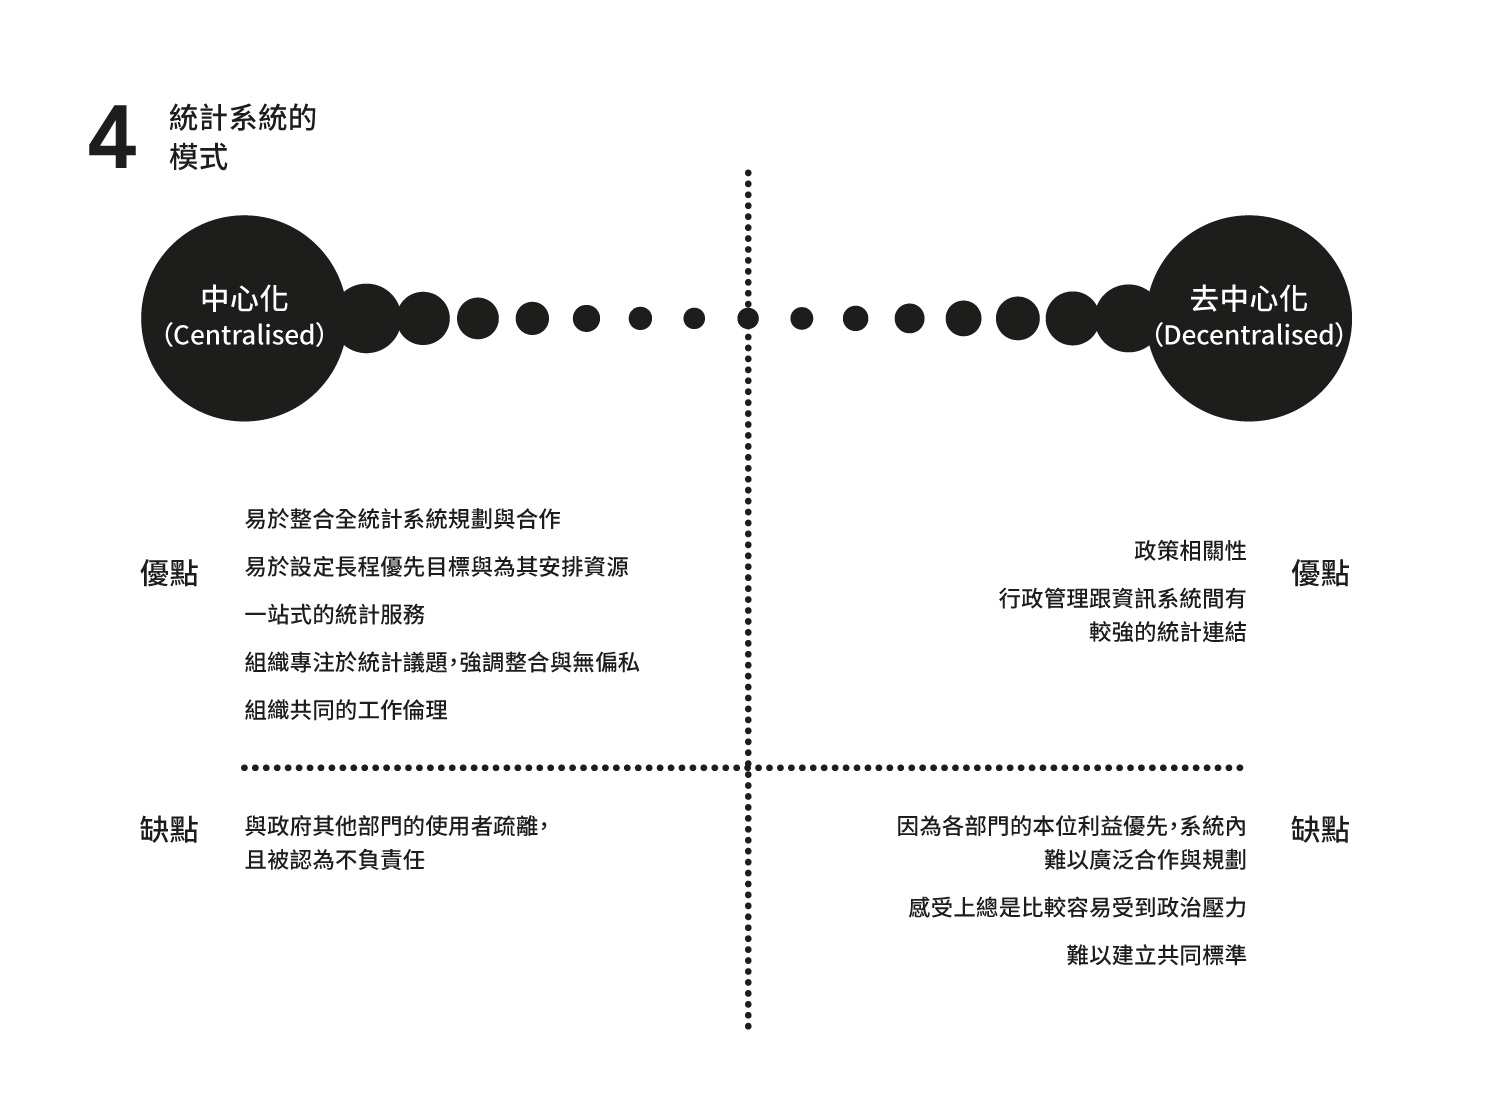 4
統計系統的
模式
中心化
（Centralised）
去中心化
（Decentralised）
優點
易於整合全統計系統規劃與合作
易於設定長程優先目標與為其安排資源
一站式的統計服務
組織專注於統計議題，強調整合與無偏私
組織共同的工作倫理
優點
政策相關性
行政管理跟資訊系統間有
較強的統計連結
缺點
與政府其他部門的使用者疏離，
且被認為不負責任
缺點
因為各部門的本位利益優先，系統內
難以廣泛合作與規劃
感受上總是比較容易受到政治壓力
難以建立共同標準